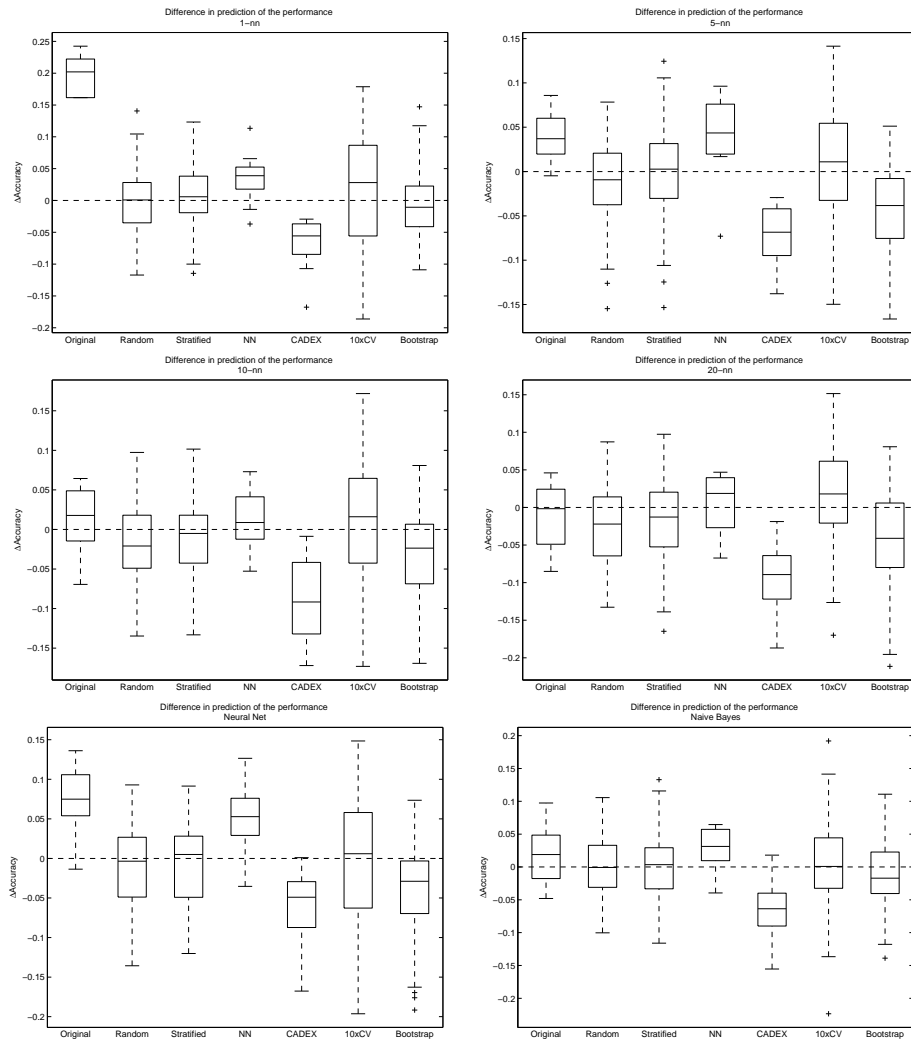 Difference in prediction of the performance
1−nn
0.25
0.2
0.15
0.1
0.05
0
−0.05
−0.1
−0.15
−0.2
ΔAccuracy
Original Random Stratified NN CADEX 10xCV Bootstrap
Difference in prediction of the performance
5−nn
0.15
0.1
0.05
0
−0.05
−0.1
−0.15
ΔAccuracy
Original Random Stratified NN CADEX 10xCV Bootstrap
Difference in prediction of the performance
10−nn
0.15
0.1
0.05
0
−0.05
−0.1
−0.15
ΔAccuracy
Original Random Stratified NN CADEX 10xCV Bootstrap
Difference in prediction of the performance
20−nn
0.15
0.1
0.05
0
−0.05
−0.1
−0.15
−0.2
ΔAccuracy
Original Random Stratified NN CADEX 10xCV Bootstrap
Difference in prediction of the performance
Neural Net
0.15
0.1
0.05
0
−0.05
−0.1
−0.15
−0.2
ΔAccuracy
Original Random Stratified NN CADEX 10xCV Bootstrap
Difference in prediction of the performance
Naive Bayes
0.2
0.15
0.1
0.05
0
−0.05
−0.1
−0.15
−0.2
ΔAccuracy
Original Random Stratified NN CADEX 10xCV Bootstrap